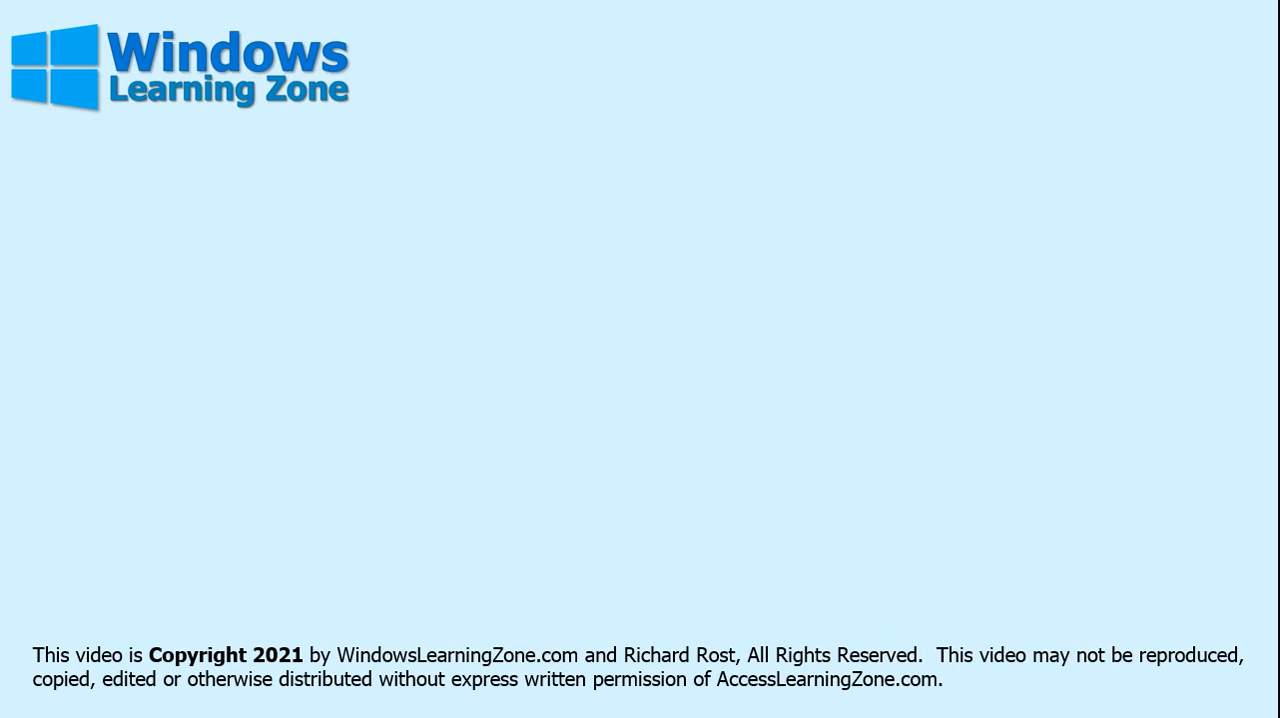 Windows
Learning Zone
This video is Copyright 2021 by WindowsLearningZone.com and Richard Rost, All Rights Reserved.  This video may not be reproduced,
copied, edited or otherwise distributed without express written permission of AccessLearningZone.com.